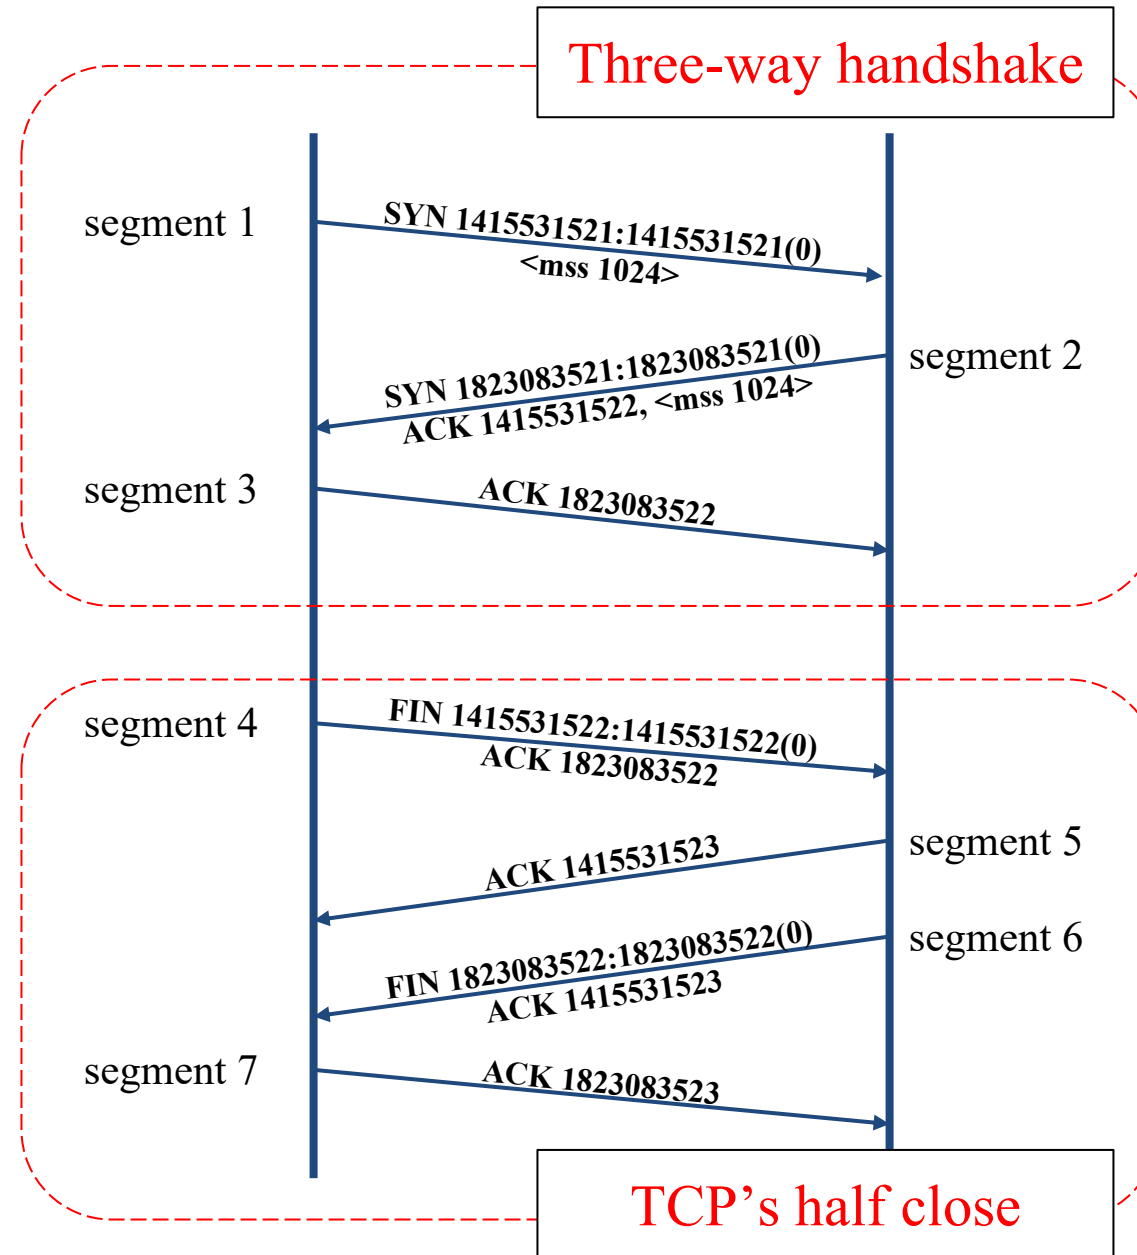 Three-way handshake
segment 1
SYN 1415531521:1415531521(0)
<mss 1024>
segment 2
SYN 1823083521:1823083521(0)
ACK 1415531522, <mss 1024>
segment 3
ACK 1823083522
segment 4
FIN 1415531522:1415531522(0)
ACK 1823083522
segment 5
ACK 1415531523
segment 6
FIN 1823083522:1823083522(0)
ACK 1415531523
segment 7
ACK 1823083523
TCP’s half close